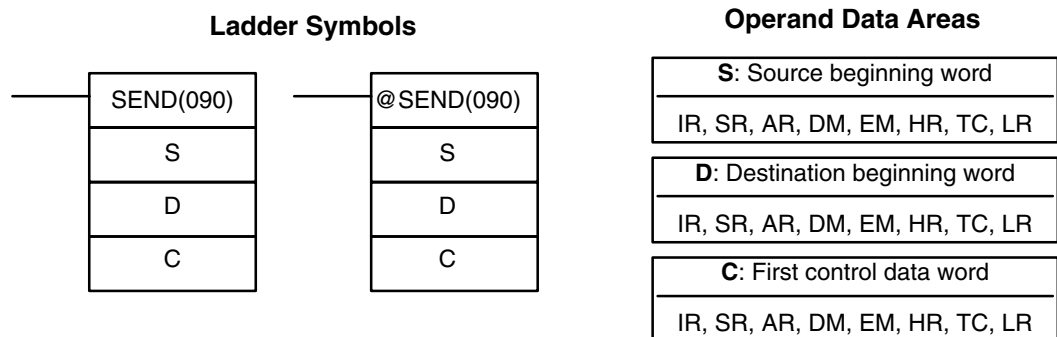 Ladder Symbols
SEND(090)
S
D
C
@SEND(090)
S
D
C
Operand Data Areas
S: Source beginning word
IR, SR, AR, DM, EM, HR, TC, LR
D: Destination beginning word
IR, SR, AR, DM, EM, HR, TC, LR
C: First control data word
IR, SR, AR, DM, EM, HR, TC, LR